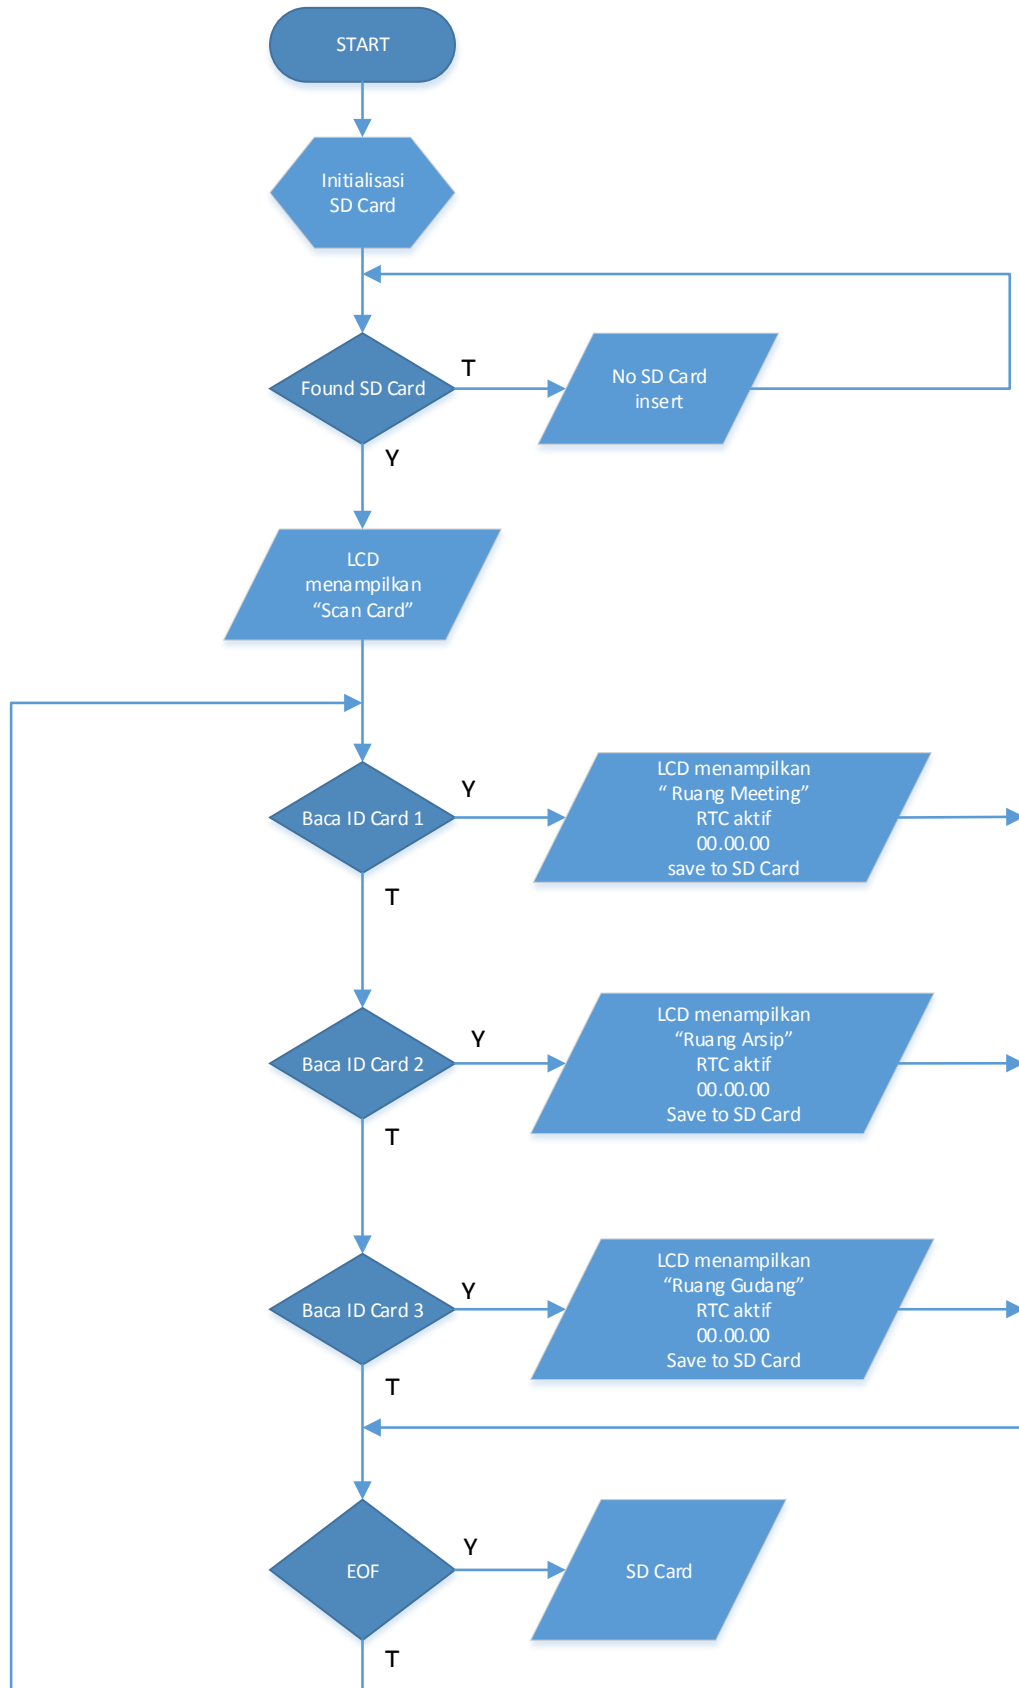 START
Initialisasi
SD Card
Found SD Card
T
No SD Card
insert
Y
LCD
menampilkan
“Scan Card”
Baca ID Card 1
Y
LCD menampilkan
“ Ruang Meeting”
RTC aktif
00.00.00
save to SD Card
T
Baca ID Card 2
Y
LCD menampilkan
“Ruang Arsip”
RTC aktif
00.00.00
Save to SD Card
T
Baca ID Card 3
Y
LCD menampilkan
“Ruang Gudang”
RTC aktif
00.00.00
Save to SD Card
T
EOF
Y
SD Card
T